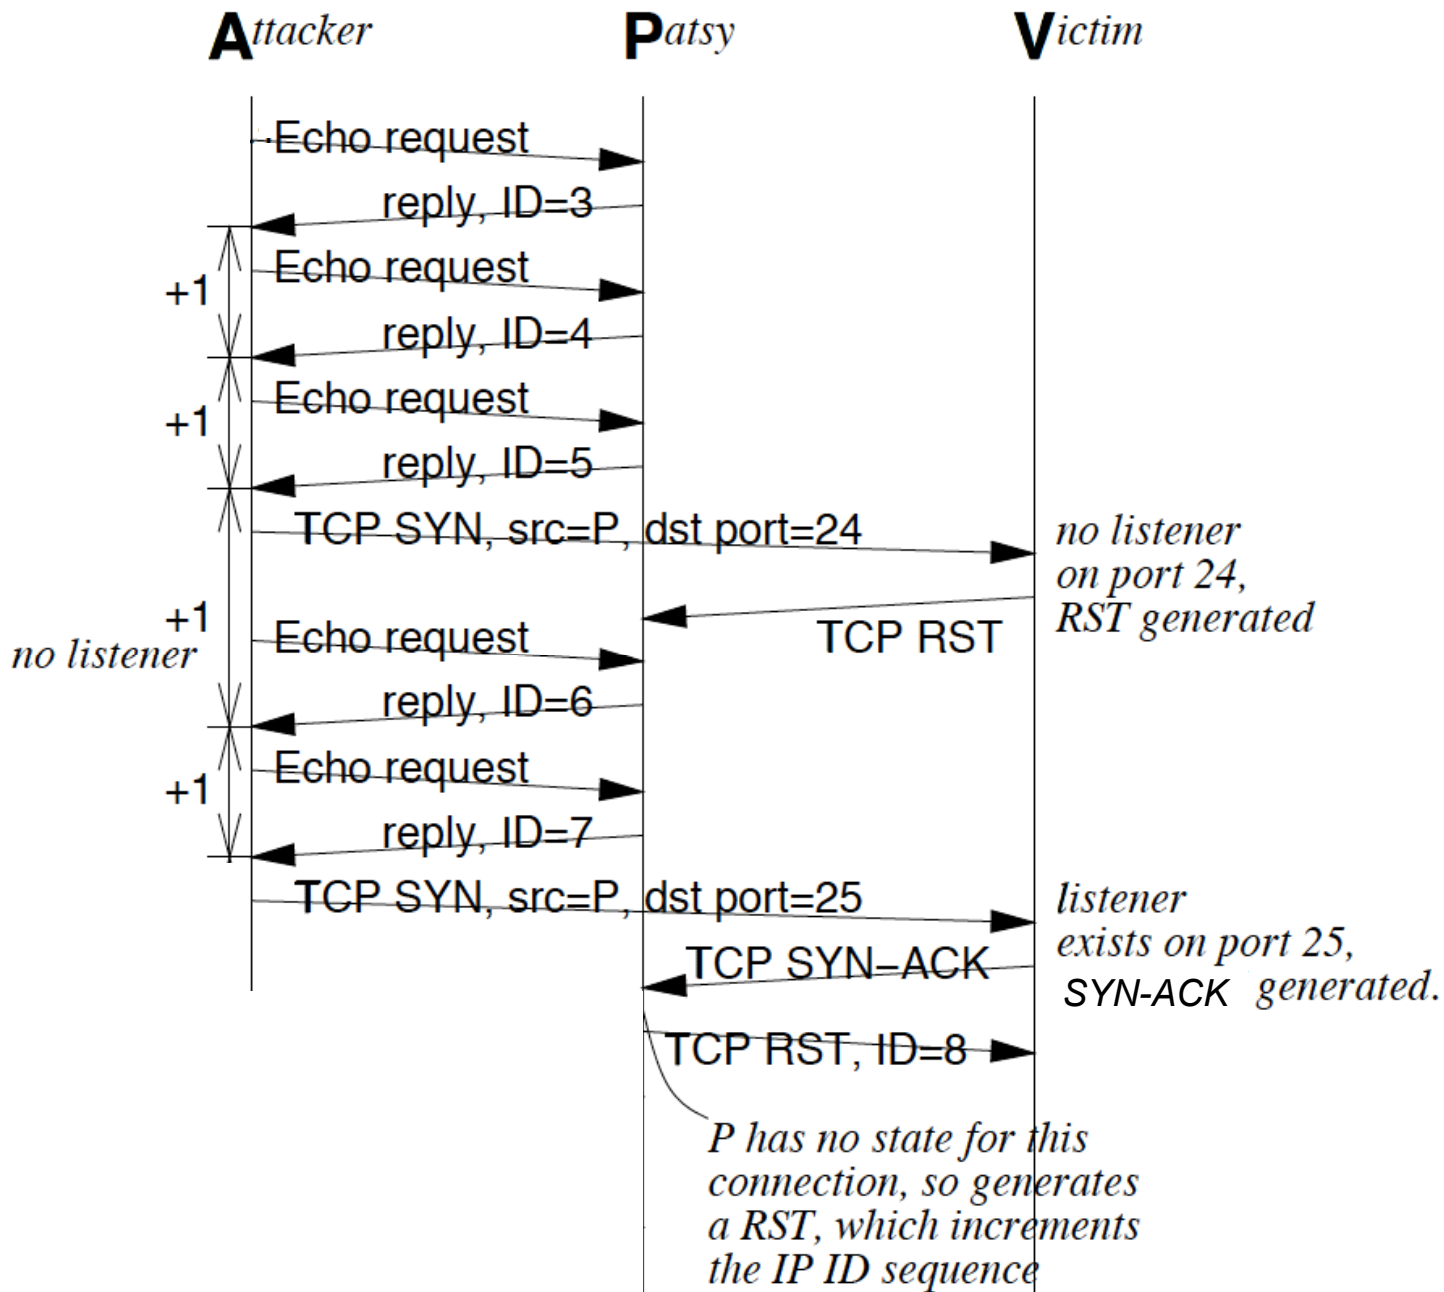 Attacker Patsy Victim
Echo request
reply, ID=3
+1
Echo request
reply, ID=4
+1
Echo request
reply, ID=5
TCP SYN, src=P, dst port=24
no listener
on port 24,
RST generated
TCP RST
+1
no listener
Echo request
reply, ID=6
+1
Echo request
reply, ID=7
TCP SYN, src=P, dst port=25
listener
exists on port 25,
SYN-ACK generated.
TCP SYN–ACK
TCP RST, ID=8
P has no state for this
connection, so generates
a RST, which increments
the IP ID sequence